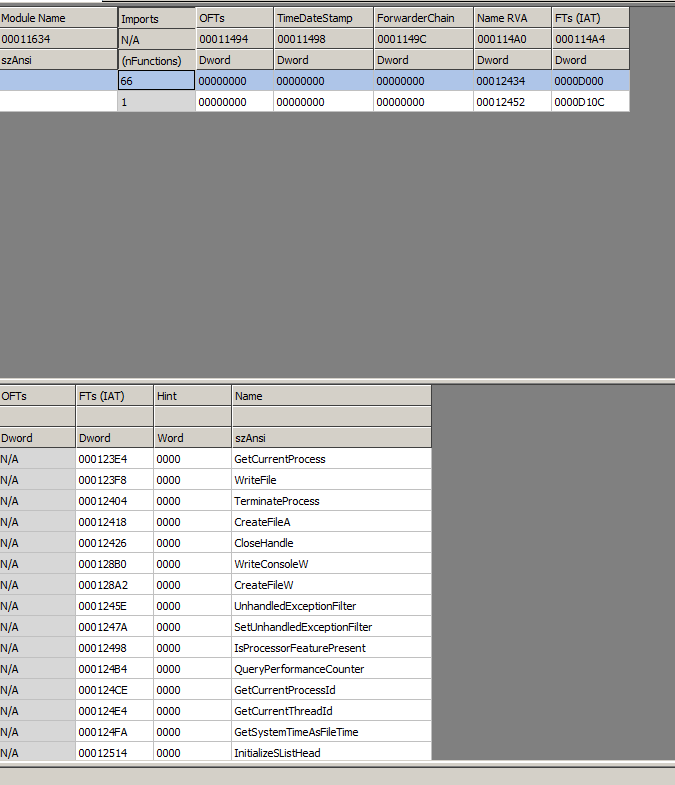 Module Name Imports OFTs TimeDateStamp ForwarderChain Name RVA FTs (IAT)
00011634 N/A 00011494 00011498 0001149C 000114A0 000114A4
szAnsi (nFunctions) Dword Dword Dword Dword Dword
66 00000000 00000000 00000000 00012434 0000D000
1 00000000 00000000 00000000 00012452 0000D10C
OFTs FTs (IAT) Hint Name
Dword Dword Word szAnsi
N/A 000123E4 0000 GetCurrentProcess
N/A 000123F8 0000 WriteFile
N/A 00012404 0000 TerminateProcess
N/A 00012418 0000 CreateFileA
N/A 00012426 0000 CloseHandle
N/A 000128B0 0000 WriteConsoleW
N/A 000128A2 0000 CreateFileW
N/A 0001245E 0000 UnhandledExceptionFilter
N/A 0001247A 0000 SetUnhandledExceptionFilter
N/A 00012498 0000 IsProcessorFeaturePresent
N/A 000124B4 0000 QueryPerformanceCounter
N/A 000124CE 0000 GetCurrentProcessId
N/A 000124E4 0000 GetCurrentThreadId
N/A 000124FA 0000 GetSystemTimeAsFileTime
N/A 00012514 0000 InitializeSListHead